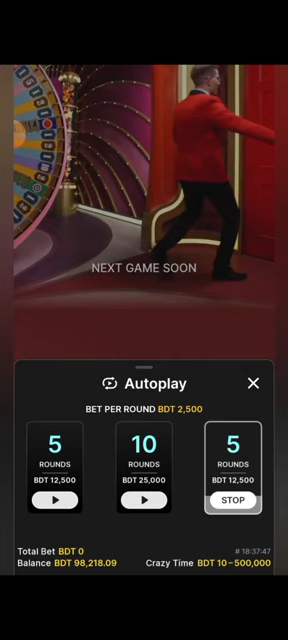 NEXT GAME SOON
Autoplay
BET PER ROUND BDT 2,500
5 10 5
ROUNDS ROUNDS ROUNDS
BDT 12,500 BDT 25,000 BDT 12,500
STOP
Total Bet BDT 0 # 18:37:47
Balance BDT 98,218.09 Crazy Time BDT 10–500,000